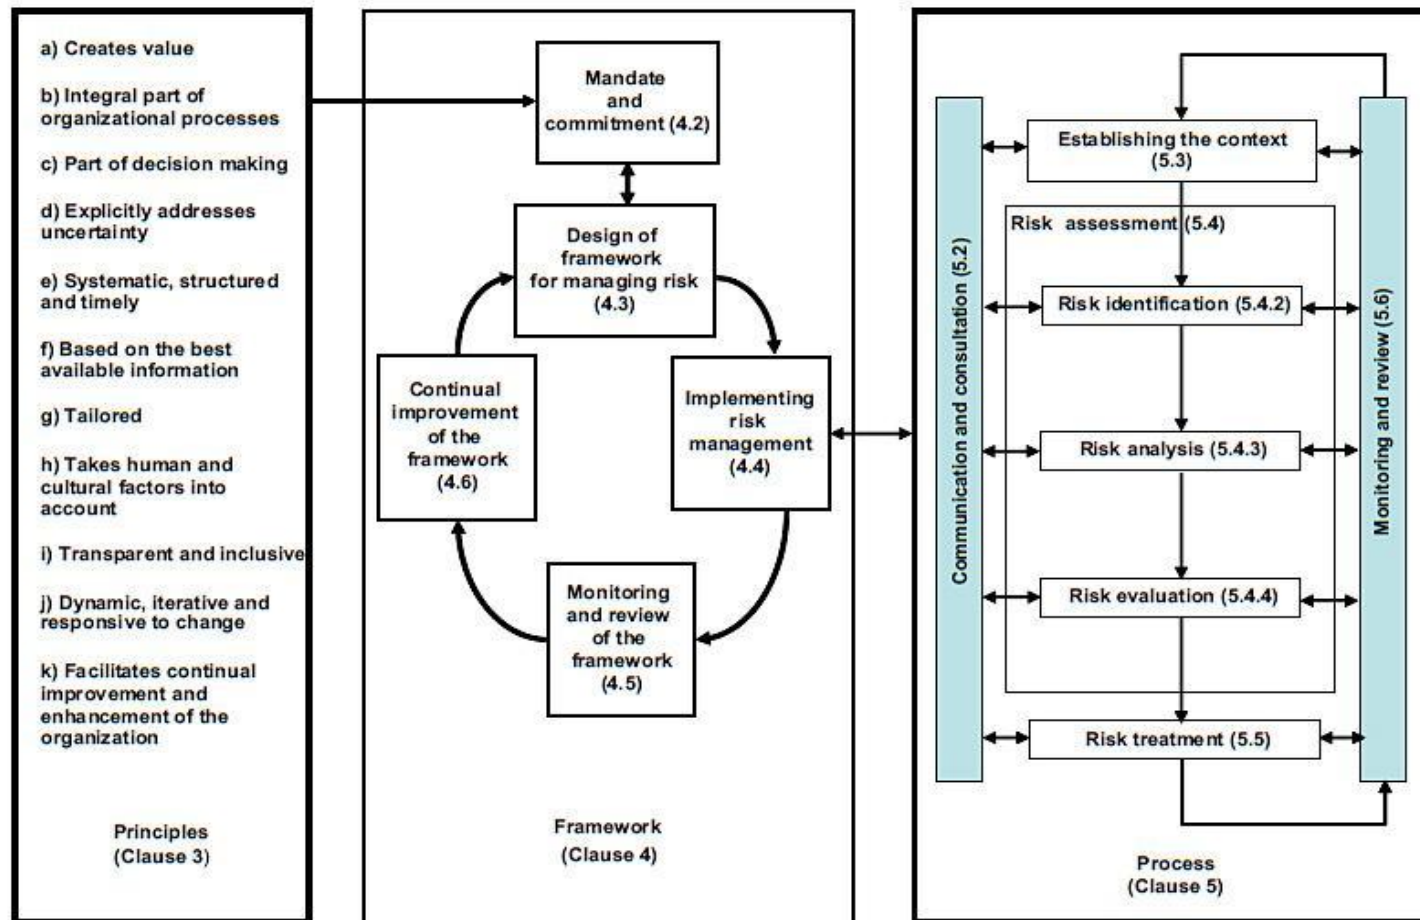 a) Creates value
b) Integral part of
organizational processes
c) Part of decision making
d) Explicitly addresses
uncertainty
e) Systematic, structured
and timely
f) Based on the best
available information
g) Tailored
h) Takes human and
cultural factors into
account
i) Transparent and inclusive
j) Dynamic, iterative and
responsive to change
k) Facilitates continual
improvement and
enhancement of the
organization
Principles
(Clause 3)
Mandate
and
commitment (4.2)
Design of
framework
for managing risk
(4.3)
Implementing
risk
management
(4.4)
Monitoring
and review
of the
framework
(4.5)
Continual
improvement
of the
framework
(4.6)
Framework
(Clause 4)
Communication and consultation (5.2)
Establishing the context
(5.3)
Risk assessment (5.4)
Risk identification (5.4.2)
Risk analysis (5.4.3)
Risk evaluation (5.4.4)
Risk treatment (5.5)
Monitoring and review (5.6)
Process
(Clause 5)